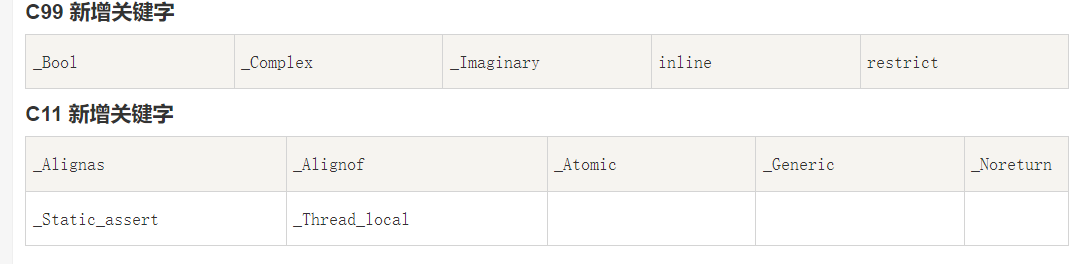 C99 新增关键字
_Bool _Complex _Imaginary inline restrict
C11 新增关键字
_Alignas _Alignof _Atomic _Generic _Noreturn
_Static_assert _Thread_local